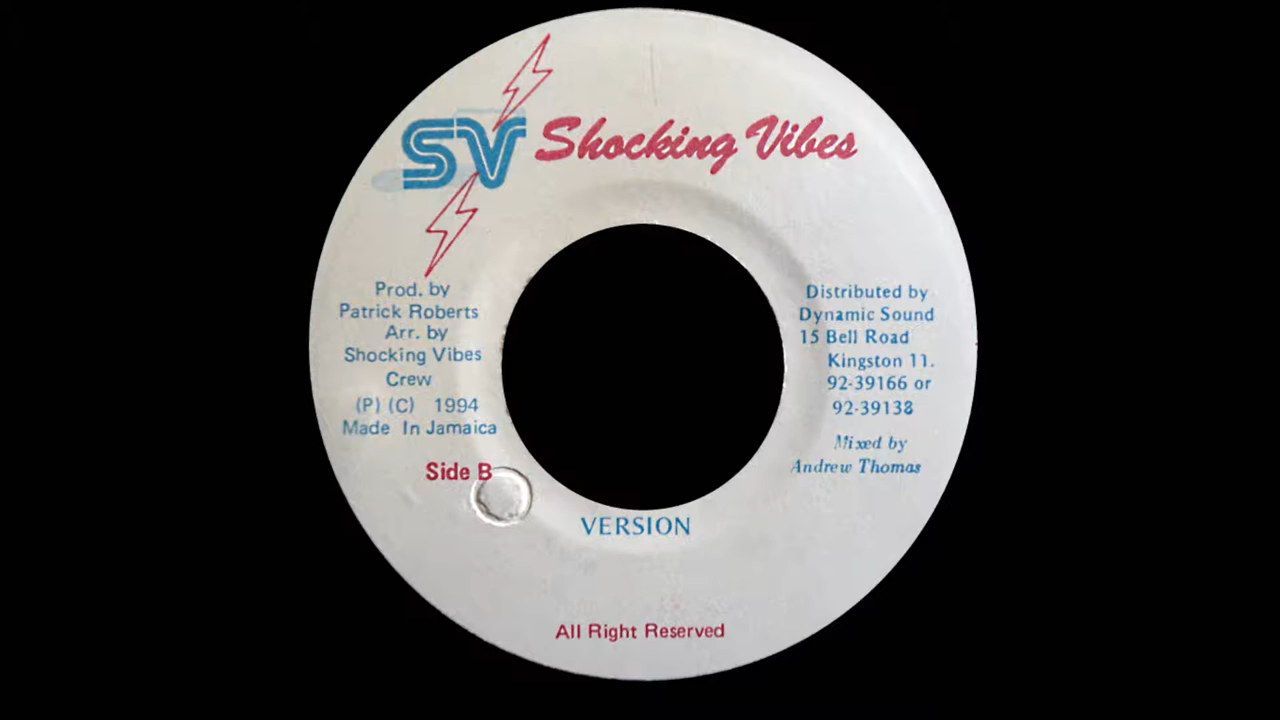 SV Shocking Vibes
Prod. by
Patrick Roberts
Arr. by
Shocking Vibes
Crew
(P) (C) 1994
Made In Jamaica
Side B
Distributed by
Dynamic Sound
15 Bell Road
Kingston 11.
92-39166 or
92-39138
Mixed by
Andrew Thomas
VERSION
All Right Reserved